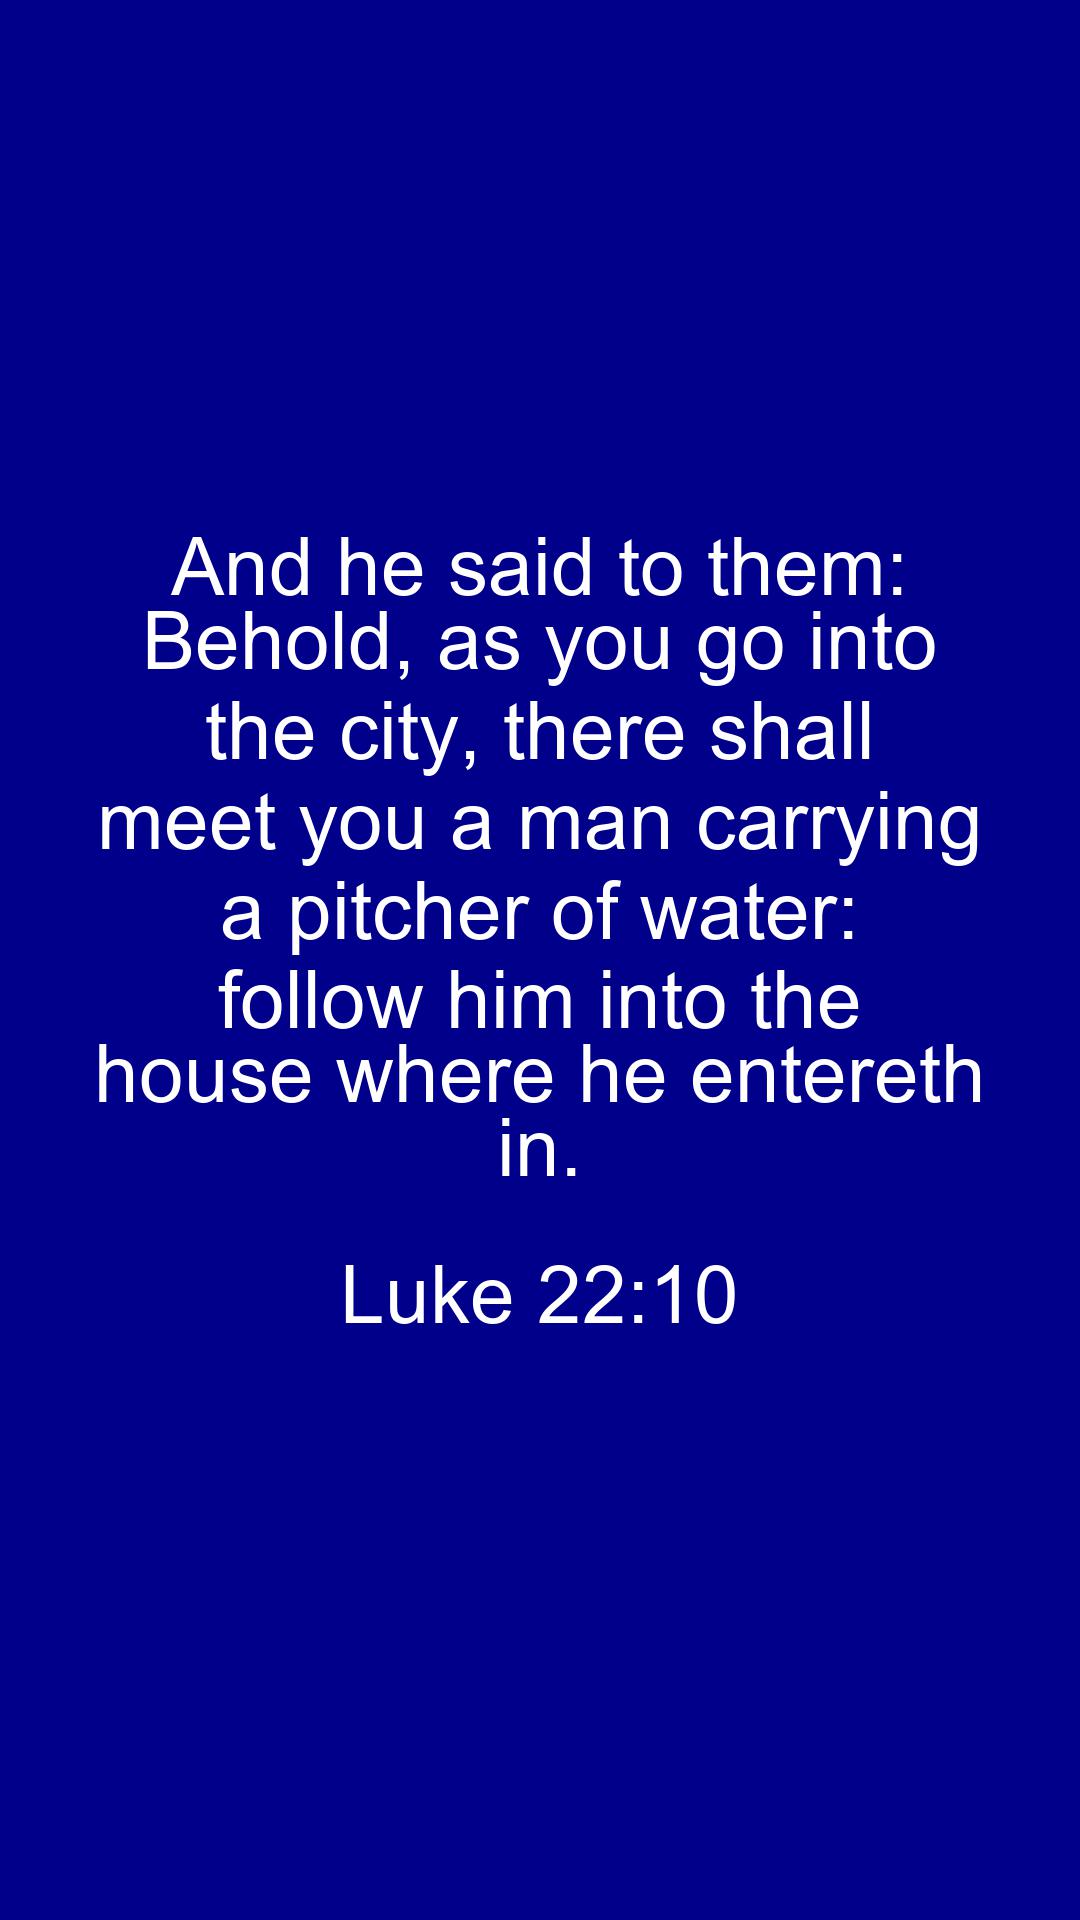 And he said to them:
Behold, as you go into
the city, there shall
meet you a man carrying
a pitcher of water:
follow him into the
house where he entereth
in.
Luke 22:10